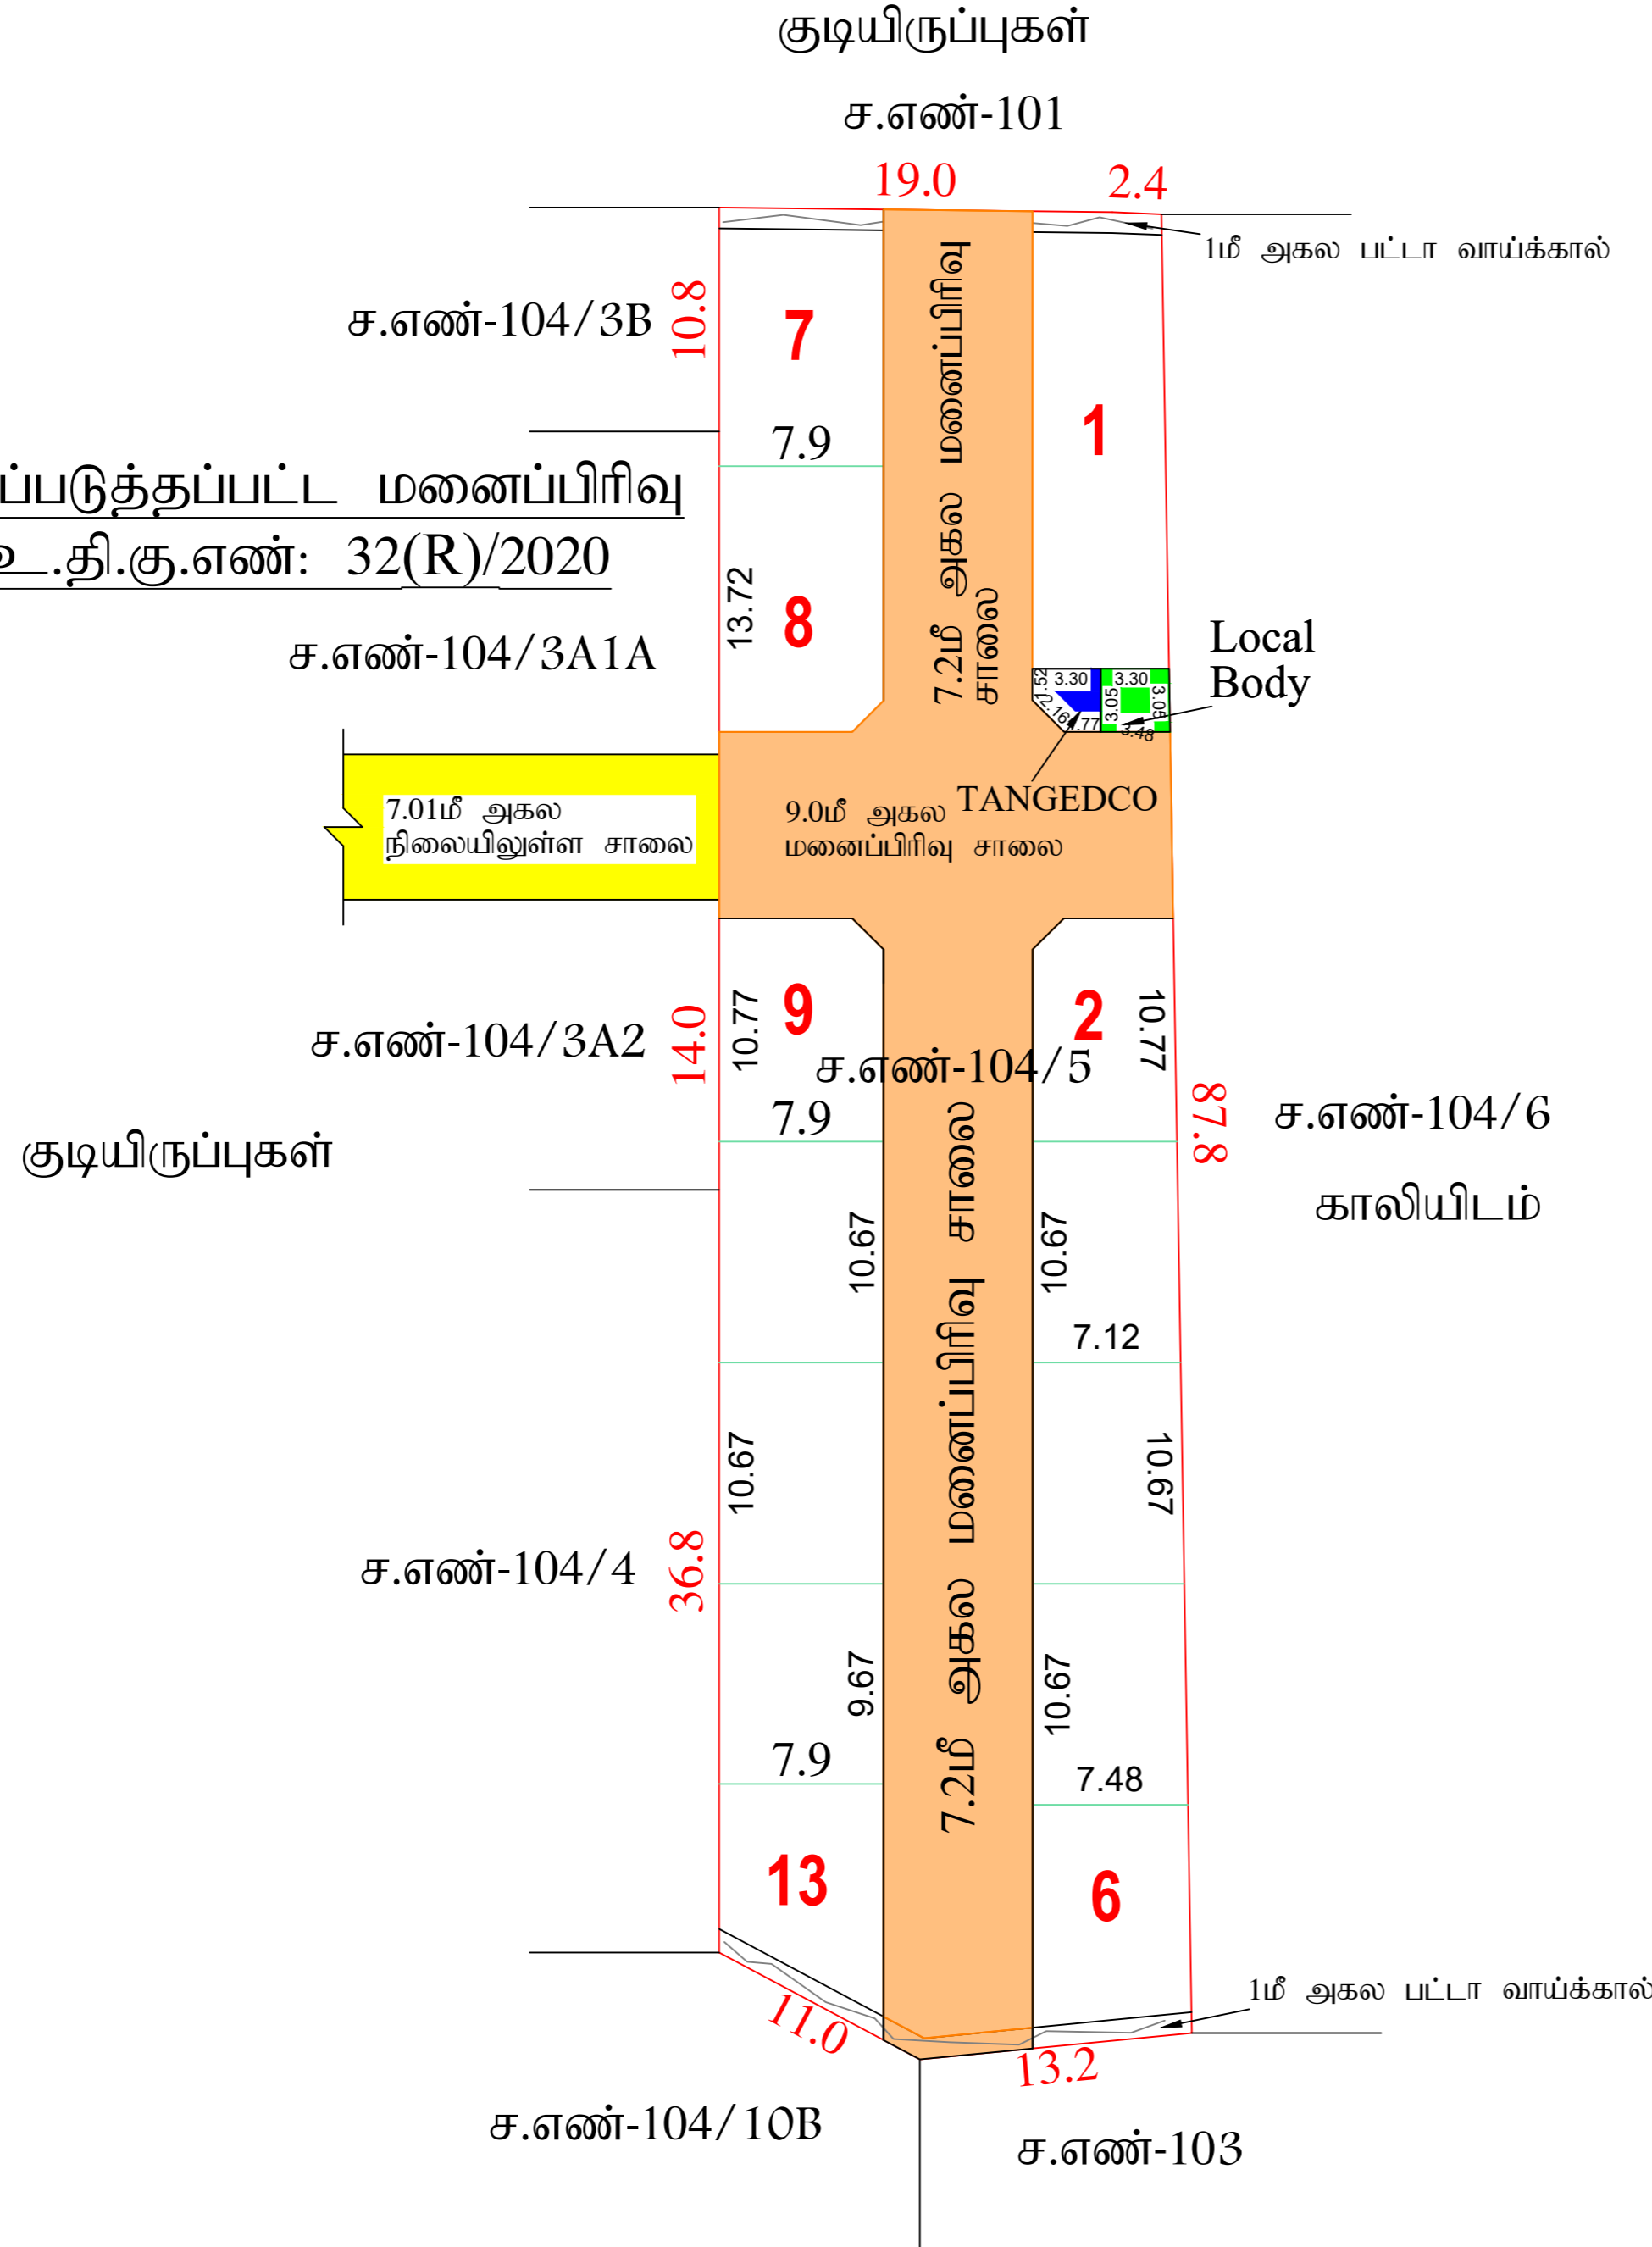 குடியிருப்புகள்
ச.எண்-101
19.0
2.4
1மீ அகல பட்டா வாய்க்கால்
7.2மீ அகல மனைப்பிரிவு
சாலை
ச.எண்-104/3B
10.8
7
1
7.9
ப்படுத்தப்பட்ட மனைப்பிரிவு
உ.தி.கு.எண்: 32(R)/2020
13.72
8
ச.எண்-104/3A1A
Local
Body
3.30
3.30
2.16
3.05
3.05
3.48
TANGEDCO
7.01மீ அகல
நிலையிலுள்ள சாலை
9.0மீ அகல
மனைப்பிரிவு சாலை
9
2
10.77
10.77
14.0
ச.எண்-104/3A2
ச.எண்-104/5
87.8
ச.எண்-104/6
7.9
குடியிருப்புகள்
காலியிடம்
10.67
10.67
7.12
7.2மீ அகல மனைப்பிரிவு சாலை
10.67
10.67
ச.எண்-104/4
36.8
9.67
10.67
7.9
7.48
13
6
1மீ அகல பட்டா வாய்க்கால்
11.0
13.2
ச.எண்-104/10B
ச.எண்-103